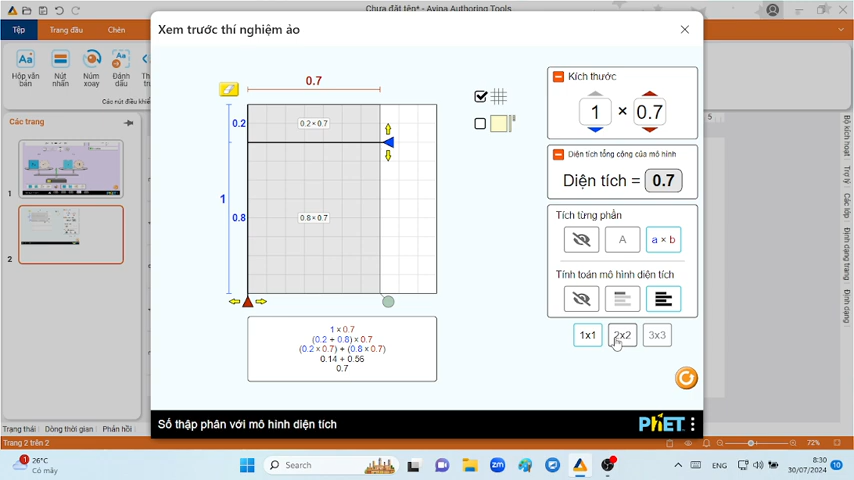 Chưa đặt tên* - Avina Authoring Tools
Tệp
Trang đầu
Chèn
Hộp văn bản
Nút nhấn
Núm xoay
Đánh dấu
Các nút điều khiển
Các trang
1
2
Xem trước thí nghiệm ảo
0.7
0.2
0.2×0.7
1
0.8
0.8×0.7
1 × 0.7
(0.2 + 0.8) × 0.7
(0.2 × 0.7) + (0.8 × 0.7)
0.14 + 0.56
0.7
Kích thước
1 × 0.7
Diện tích tổng cộng của mô hình
Diện tích = 0.7
Tích từng phần
A
a × b
Tính toán mô hình diện tích
1x1
2x2
3x3
Số thập phân với mô hình diện tích
PhET
5
Bộ kích hoạt
Trợ lý
Các lớp
Định dạng trang
Định dạng
Trạng thái
Dòng thời gian
Phản hồi
Trang 2 trên 2
72%
1
26°C
Có mây
Search
zm
ENG
8:30
30/07/2024
10